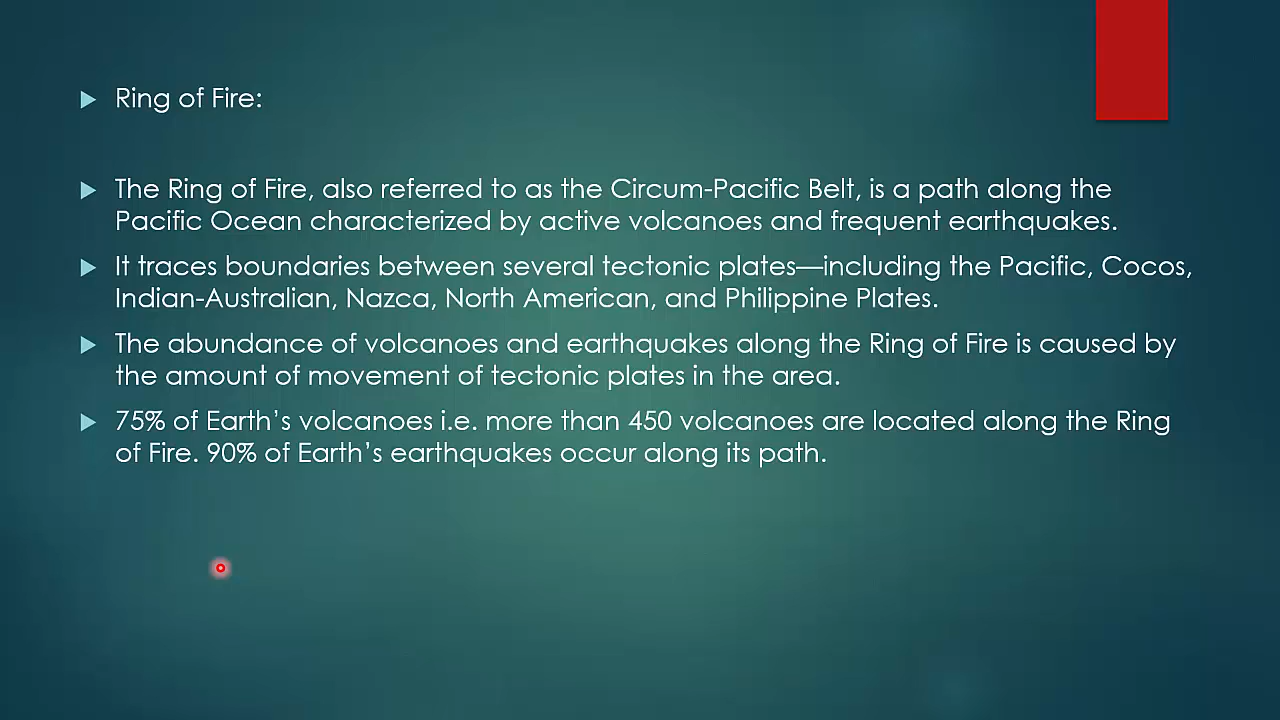 Ring of Fire:
The Ring of Fire, also referred to as the Circum-Pacific Belt, is a path along the
Pacific Ocean characterized by active volcanoes and frequent earthquakes.
It traces boundaries between several tectonic plates—including the Pacific, Cocos,
Indian-Australian, Nazca, North American, and Philippine Plates.
The abundance of volcanoes and earthquakes along the Ring of Fire is caused by
the amount of movement of tectonic plates in the area.
75% of Earth’s volcanoes i.e. more than 450 volcanoes are located along the Ring
of Fire. 90% of Earth’s earthquakes occur along its path.